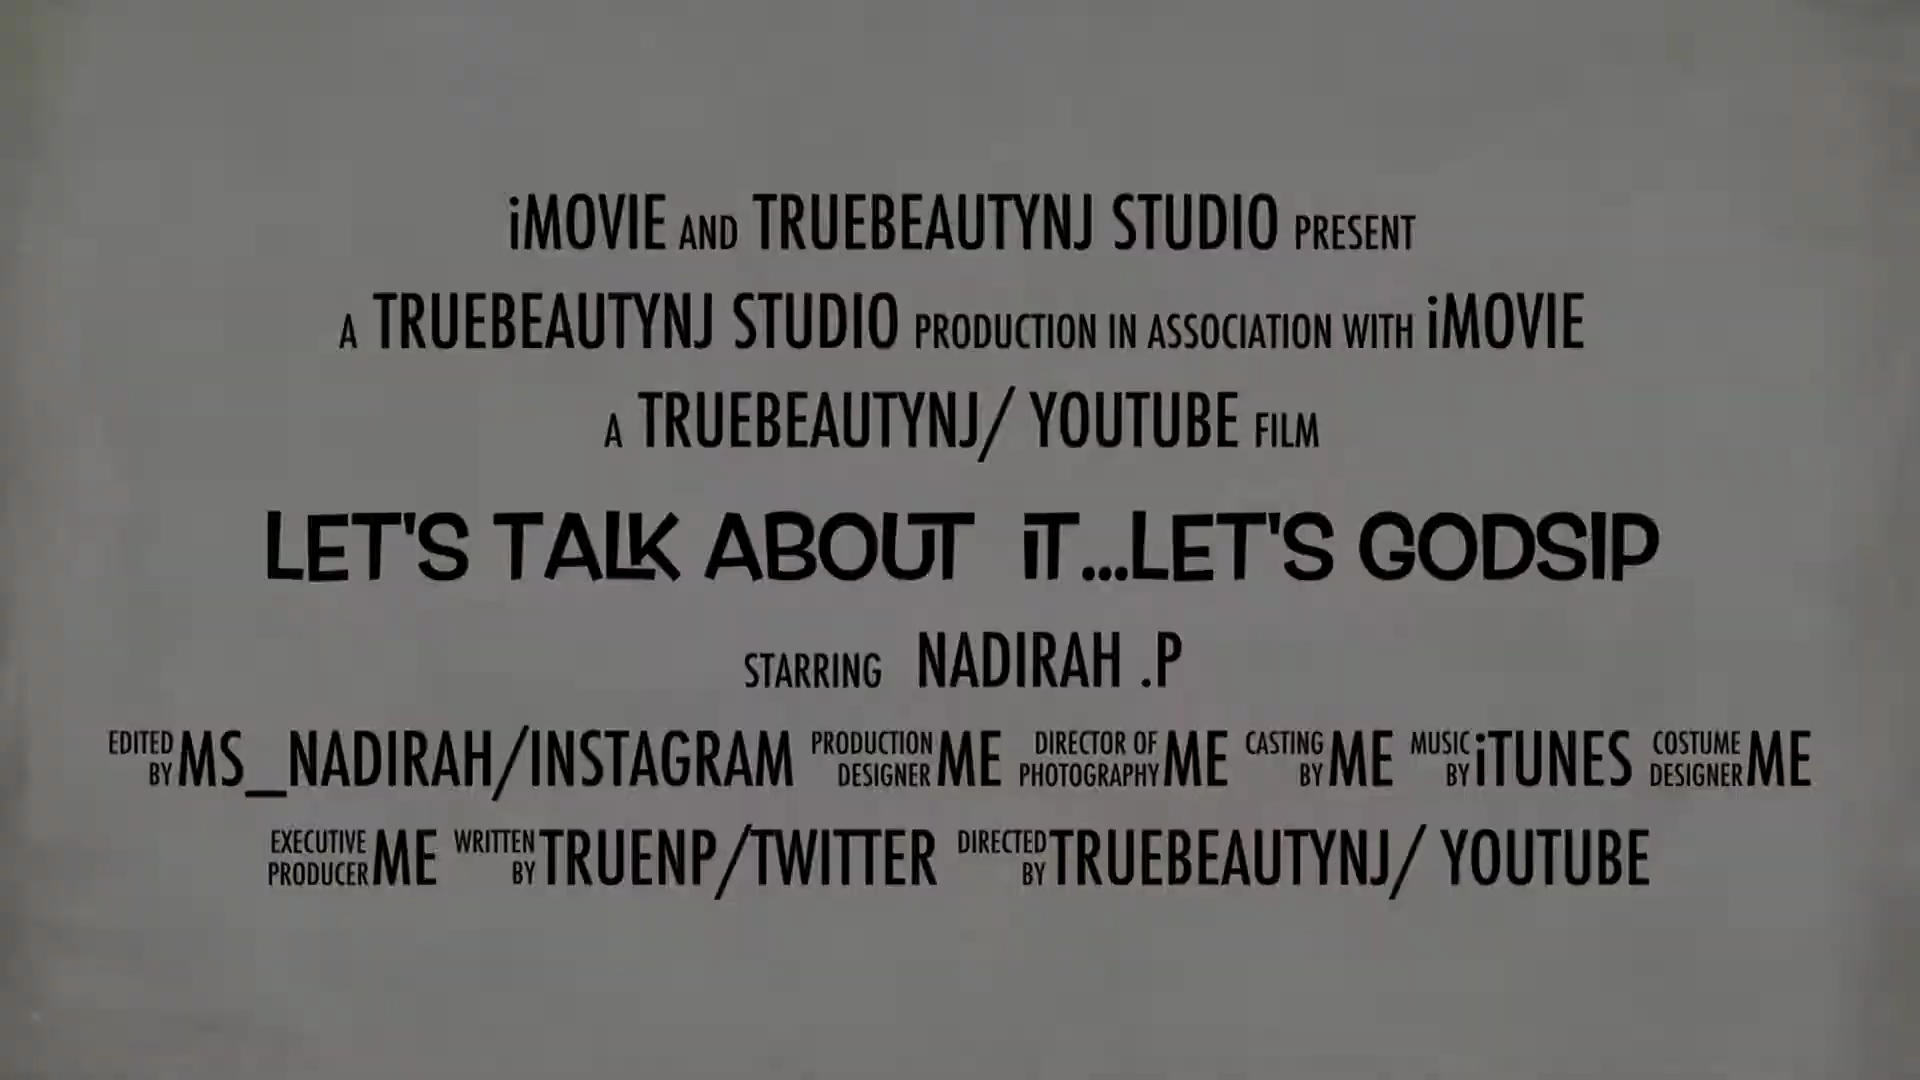 iMOVIE AND TRUEBEAUTYNJ STUDIO PRESENT
A TRUEBEAUTYNJ STUDIO PRODUCTION IN ASSOCIATION WITH iMOVIE
A TRUEBEAUTYNJ/ YOUTUBE FILM
LET'S TALK ABOUT iT...LET'S GODSIP
STARRING NADIRAH .P
EDITED BY MS_NADIRAH/INSTAGRAM PRODUCTION DESIGNER ME DIRECTOR OF PHOTOGRAPHY ME CASTING BY ME MUSIC BY iTUNES COSTUME DESIGNER ME
EXECUTIVE PRODUCER ME WRITTEN BY TRUENP/TWITTER DIRECTED BY TRUEBEAUTYNJ/ YOUTUBE